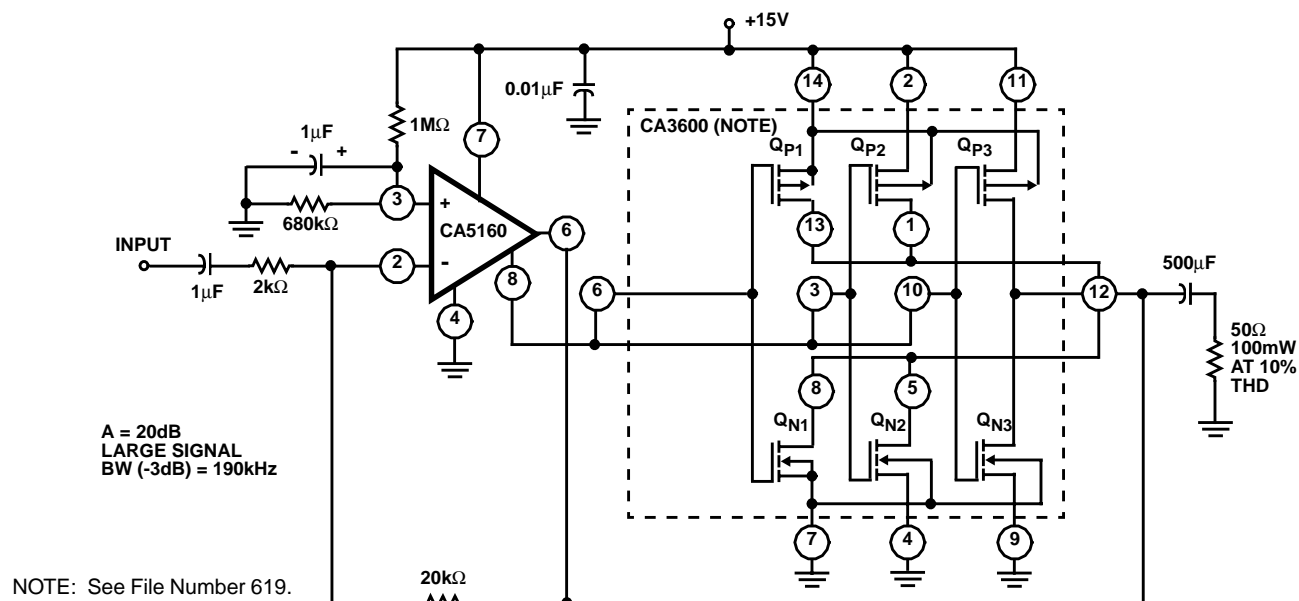 +15V
14
2
11
0.01μF
CA3600 (NOTE)
1MΩ
7
1μF
- +
QP1
QP2
QP3
3
+
680kΩ
CA5160
6
13
1
INPUT
2
-
8
500μF
1μF
2kΩ
6
3
10
12
4
50Ω
100mW
AT 10%
THD
8
5
A = 20dB
LARGE SIGNAL
BW (-3dB) = 190kHz
QN1
QN2
QN3
7
4
9
20kΩ
NOTE: See File Number 619.